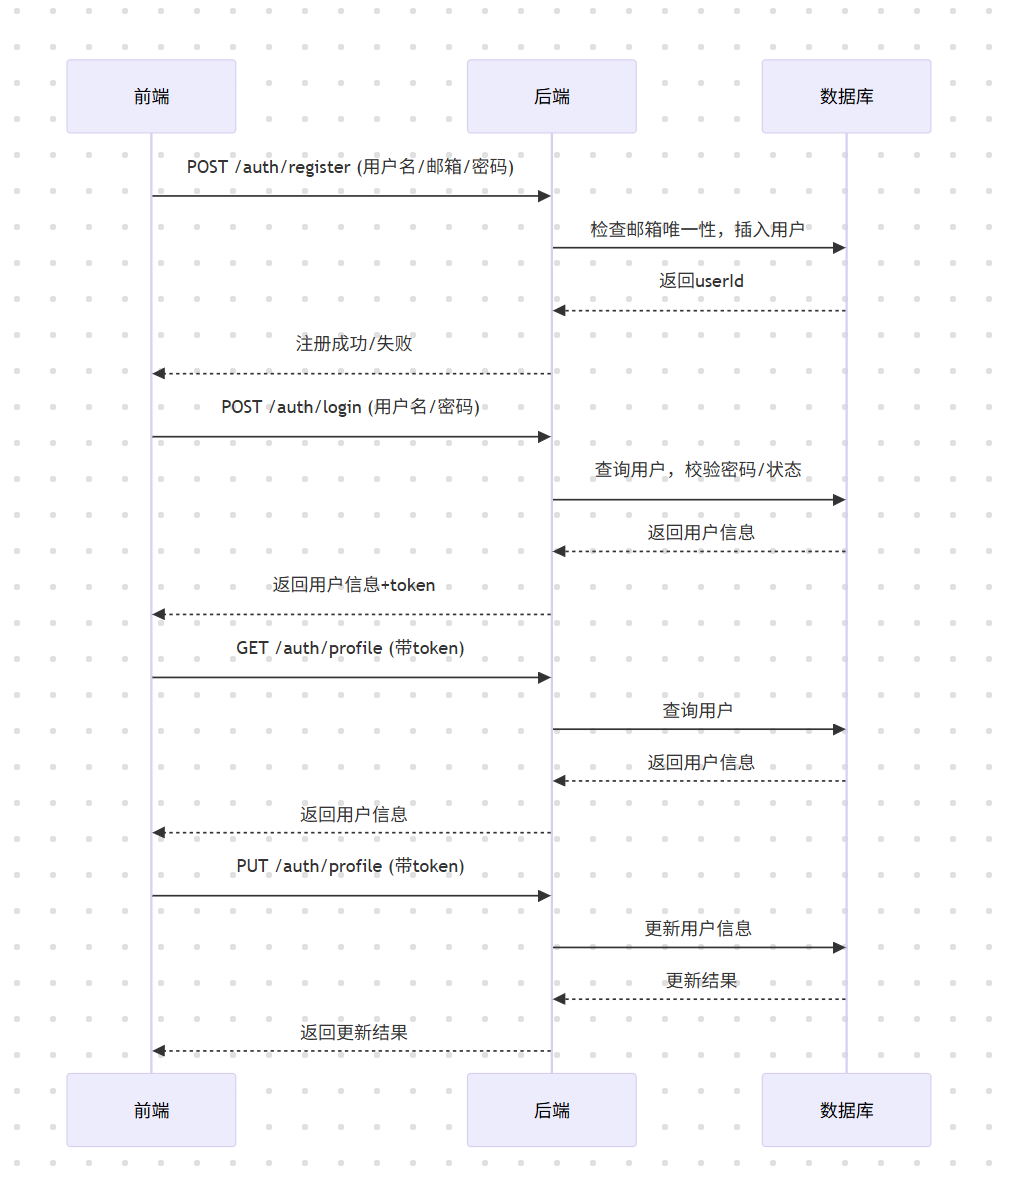 前端
后端
数据库
POST /auth/register (用户名/邮箱/密码)
检查邮箱唯一性，插入用户
返回userId
注册成功/失败
POST /auth/login (用户名/密码)
查询用户，校验密码/状态
返回用户信息
返回用户信息+token
GET /auth/profile (带token)
查询用户
返回用户信息
返回用户信息
PUT /auth/profile (带token)
更新用户信息
更新结果
返回更新结果
前端
后端
数据库